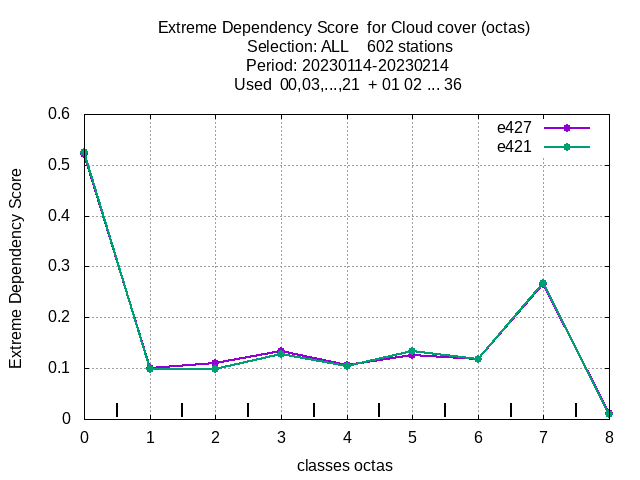 Extreme Dependency Score  for Cloud cover (octas)
Selection: ALL    602 stations
Period: 20230114-20230214
Used  00,03,...,21  + 01 02 ... 36
e427
e421
Extreme Dependency Score
0.6
0.5
0.4
0.3
0.2
0.1
0
0 1 2 3 4 5 6 7 8
classes octas